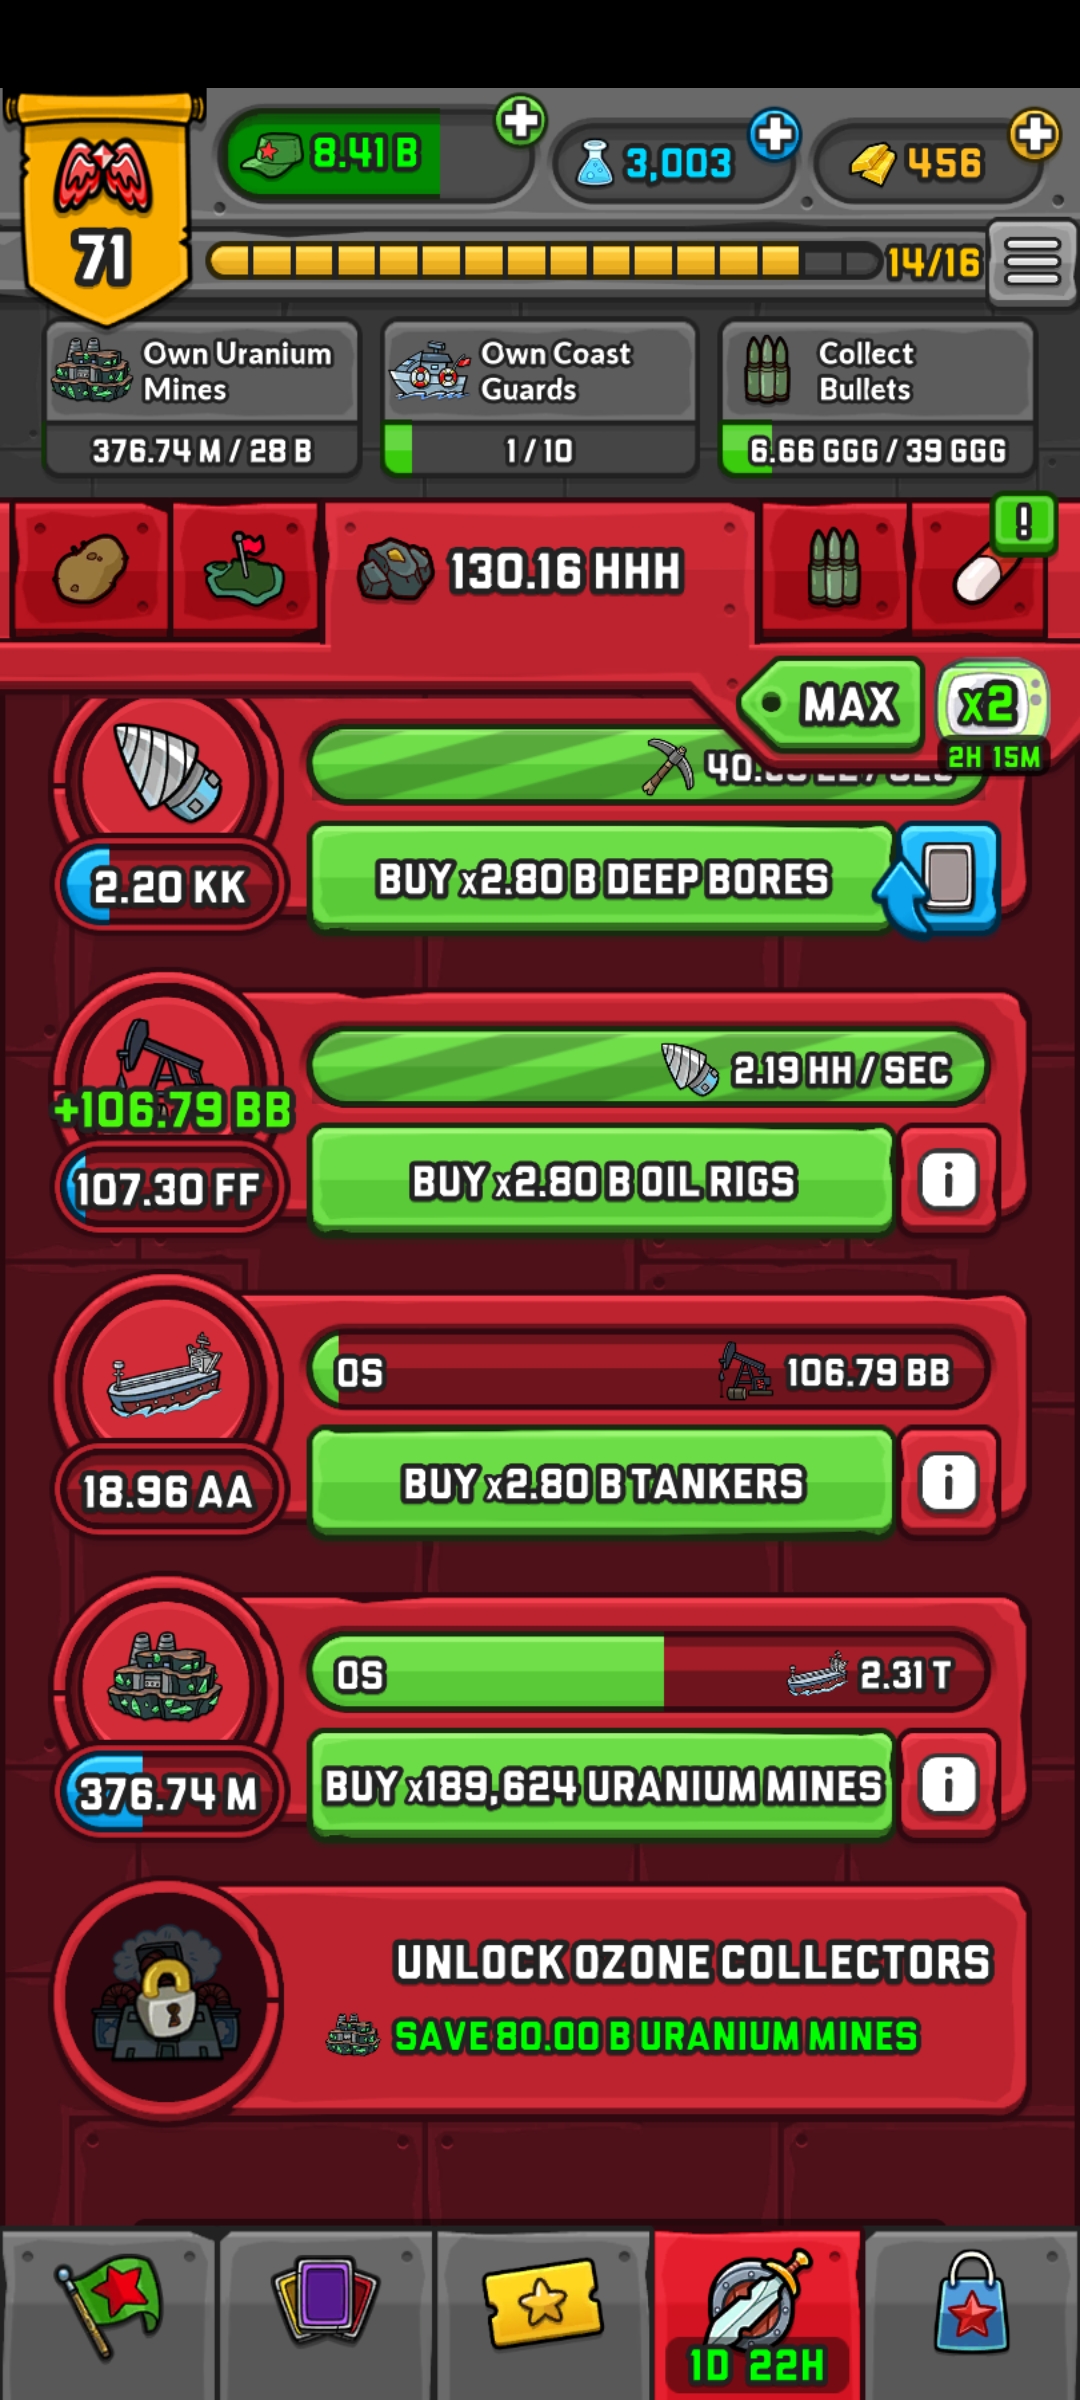 8.41 B
3,003
456
71
14/16
Own Uranium
Mines
376.74 M / 28 B
Own Coast
Guards
1 / 10
Collect
Bullets
6.66 GGG / 39 GGG
!
130.16 HHH
MAX
x2
2H 15M
2.20 KK
BUY x2.80 B DEEP BORES
+106.79 BB
107.30 FF
2.19 HH / SEC
BUY x2.80 B OIL RIGS
i
0S
106.79 BB
18.96 AA
BUY x2.80 B TANKERS
i
0S
2.31 T
376.74 M
BUY x189,624 URANIUM MINES
i
UNLOCK OZONE COLLECTORS
SAVE 80.00 B URANIUM MINES
1D 22H